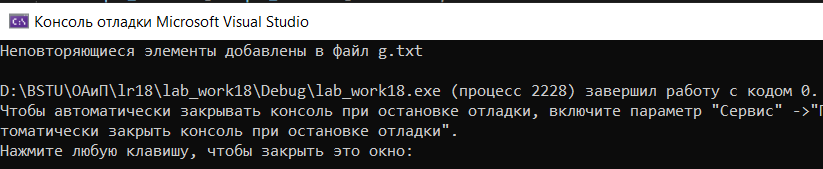 Консоль отладки Microsoft Visual Studio
Неповторяющиеся элементы добавлены в файл g.txt
D:\BSTU\ОАиП\lr18\lab_work18\Debug\lab_work18.exe (процесс 2228) завершил работу с кодом 0.
Чтобы автоматически закрывать консоль при остановке отладки, включите параметр "Сервис" ->"
томатически закрыть консоль при остановке отладки".
Нажмите любую клавишу, чтобы закрыть это окно: